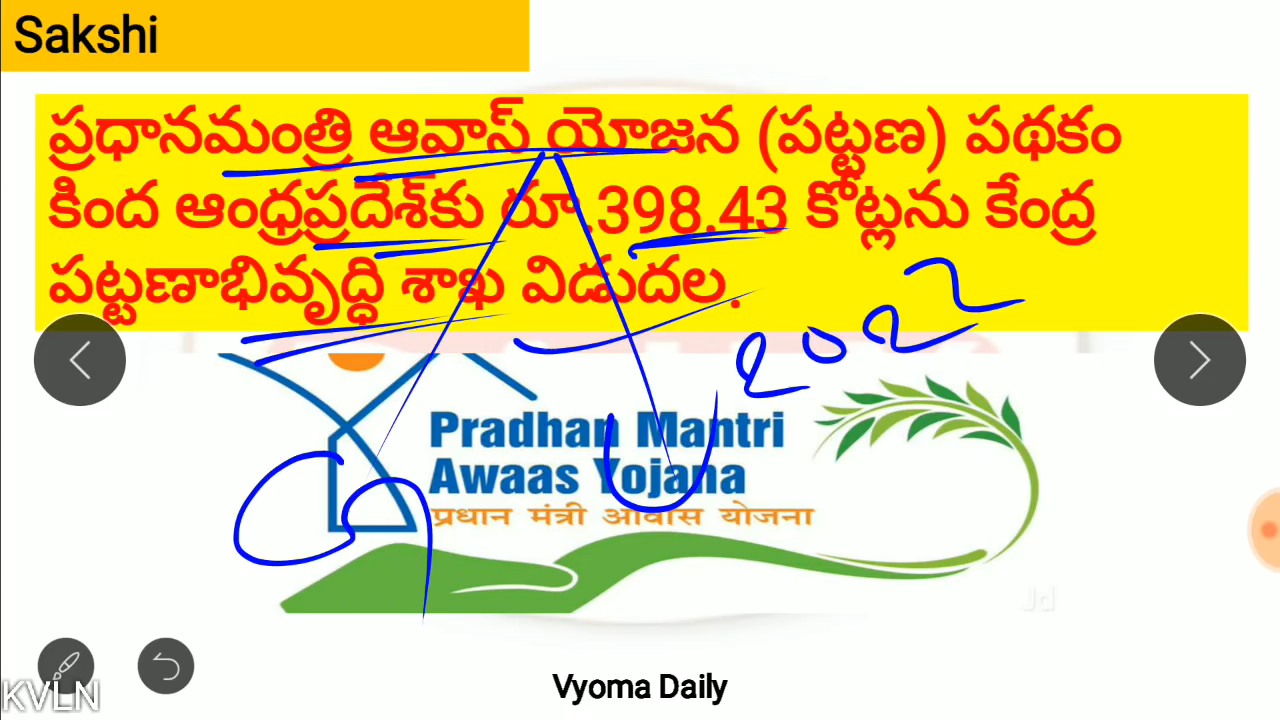 Sakshi
ప్రధానమంత్రి ఆవాస్ యోజన (పట్టణ) పథకం
కింద ఆంధ్రప్రదేశ్‌కు రూ.398.43 కోట్లను కేంద్ర
పట్టణాభివృద్ధి శాఖ విడుదల.
2022
Pradhan Mantri
Awaas Yojana
प्रधान मंत्री आवास योजना
Jd
KVLN
Vyoma Daily